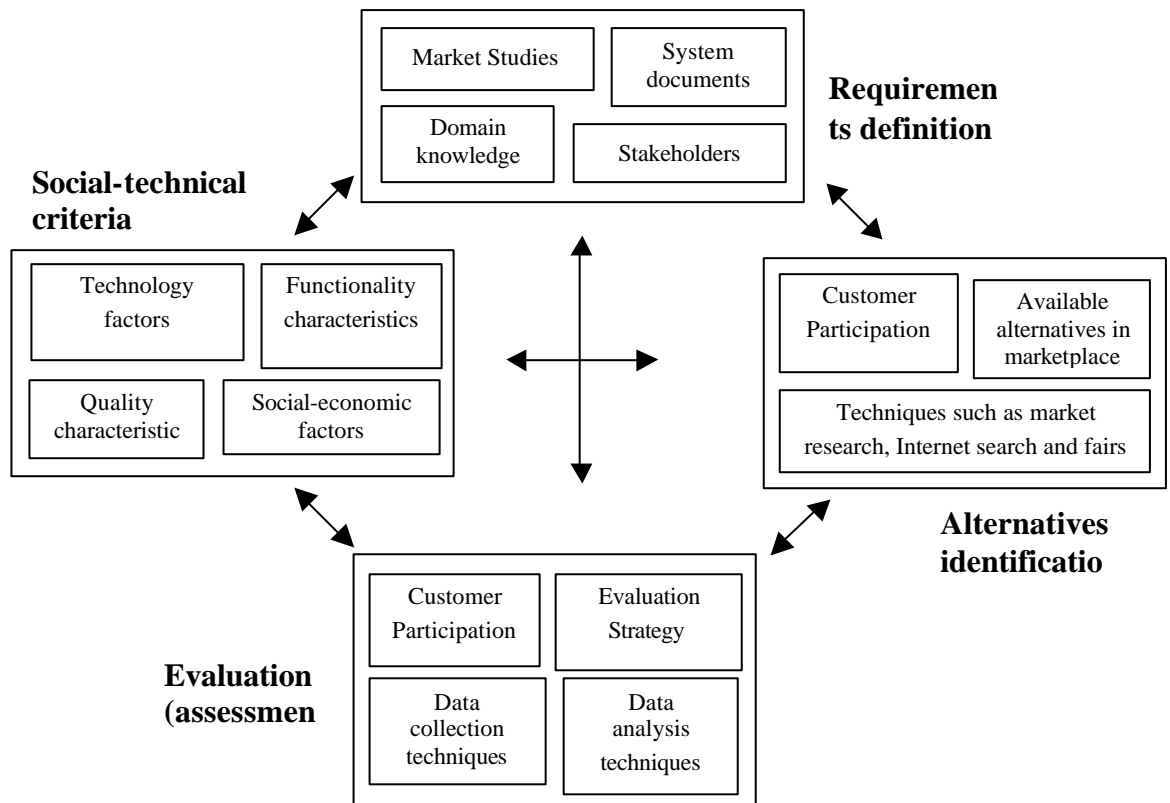 Market Studies
System
documents
Domain
knowledge
Stakeholders
Requiremen
ts definition
Social-technical
criteria
Technology
factors
Functionality
characteristics
Quality
characteristic
Social-economic
factors
Customer
Participation
Available
alternatives in
marketplace
Techniques such as market
research, Internet search and fairs
Alternatives
identificatio
Customer
Participation
Evaluation
Strategy
Data
collection
techniques
Data
analysis
techniques
Evaluation
(assessmen